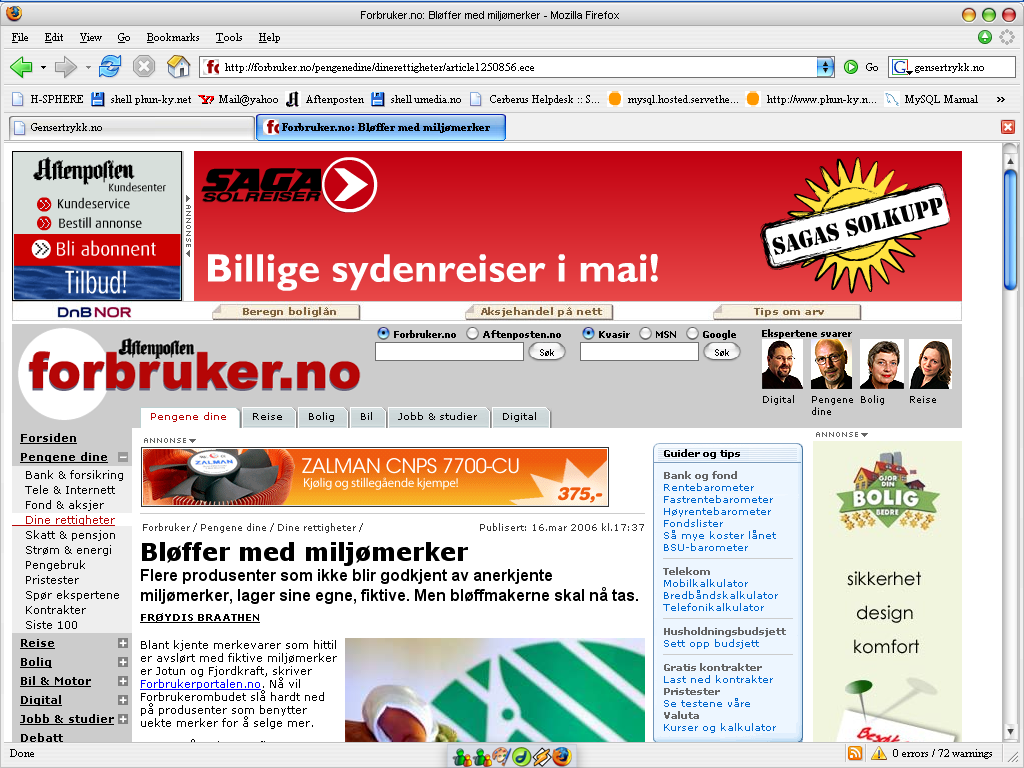 Forbruker.no: Bløffer med miljømerker - Mozilla Firefox
File Edit View Go Bookmarks Tools Help
http://forbruker.no/pengenedine/dinerettigheter/article1250856.ece Go gensertrykk.no
H-SPHERE shell phun-ky.net Mail@yahoo Aftenposten shell umedia.no Cerberus Helpdesk :: S... mysql.hosted.servethe... http://www.phun-ky.n... MySQL Manual »
Gensertrykk.no Forbruker.no: Bløffer med miljømerker
Aftenposten
Kundesenter
Kundeservice
Bestill annonse
Bli abonnent
Tilbud!
ANNONSE
SAGA
SOLREISER
Billige sydenreiser i mai!
SAGAS SOLKUPP
DnB NOR Beregn boliglån Aksjehandel på nett Tips om arv
Aftenposten
forbruker.no
Forbruker.no Aftenposten.no
Søk
Kvasir MSN Google
Søk
Ekspertene svarer
Digital Pengene dine Bolig Reise
Pengene dine Reise Bolig Bil Jobb & studier Digital
Forsiden
Pengene dine
Bank & forsikring
Tele & Internett
Fond & aksjer
Dine rettigheter
Skatt & pensjon
Strøm & energi
Pengebruk
Pristester
Spør ekspertene
Kontrakter
Siste 100
Reise
Bolig
Bil & Motor
Digital
Jobb & studier
Debatt
ANNONSE
ZALMAN
ZALMAN CNPS 7700-CU
Kjølig og stillegående kjempe!
375,-
Forbruker / Pengene dine / Dine rettigheter / Publisert: 16.mar 2006 kl.17:37
Bløffer med miljømerker
Flere produsenter som ikke blir godkjent av anerkjente
miljømerker, lager sine egne, fiktive. Men bløffmakerne skal nå tas.
FRØYDIS BRAATHEN
Blant kjente merkevarer som hittil
er avslørt med fiktive miljømerker
er Jotun og Fjordkraft, skriver
Forbrukerportalen.no. Nå vil
Forbrukerombudet slå hardt ned
på produsenter som benytter
uekte merker for å selge mer.
Guider og tips
Bank og fond
Rentebarometer
Fastrentebarometer
Høyrentebarometer
Fondslister
Så mye koster lånet
BSU-barometer
Telekom
Mobilkalkulator
Bredbåndskalkulator
Telefonikalkulator
Husholdningsbudsjett
Sett opp budsjett
Gratis kontrakter
Last ned kontrakter
Pristester
Se testene våre
Valuta
Kurser og kalkulator
ANNONSE
GJØR
DIN
BOLIG
BEDRE
sikkerhet
design
komfort
Done 0 errors / 72 warnings